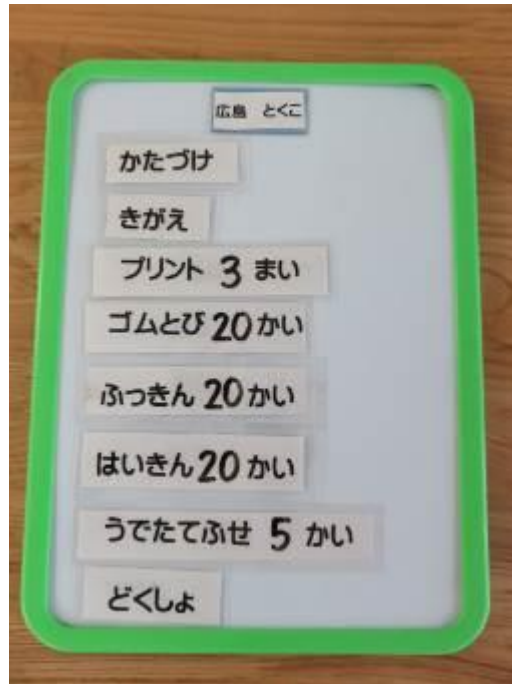 広島 とくこ
かたづけ
きがえ
プリント 3 まい
ゴムとび 20 かい
ふっきん 20 かい
はいきん 20 かい
うでたてふせ 5 かい
どくしょ